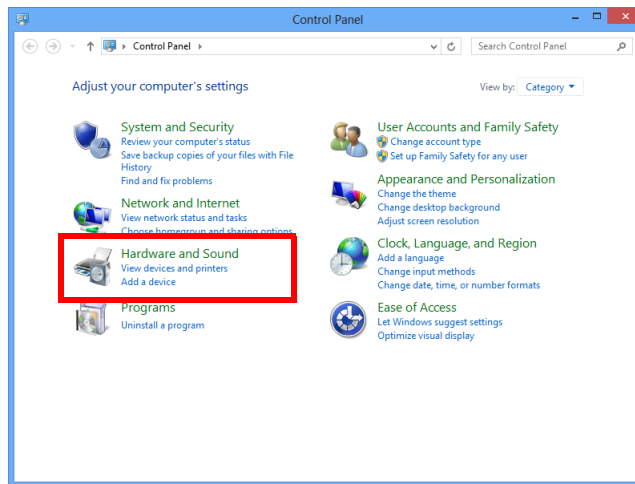 Control Panel
Control Panel
Search Control Panel
Adjust your computer's settings
View by: Category
System and Security
Review your computer's status
Save backup copies of your files with File
History
Find and fix problems
Network and Internet
View network status and tasks
Choose homegroup and sharing options
Hardware and Sound
View devices and printers
Add a device
Programs
Uninstall a program
User Accounts and Family Safety
Change account type
Set up Family Safety for any user
Appearance and Personalization
Change the theme
Change desktop background
Adjust screen resolution
Clock, Language, and Region
Add a language
Change input methods
Change date, time, or number formats
Ease of Access
Let Windows suggest settings
Optimize visual display